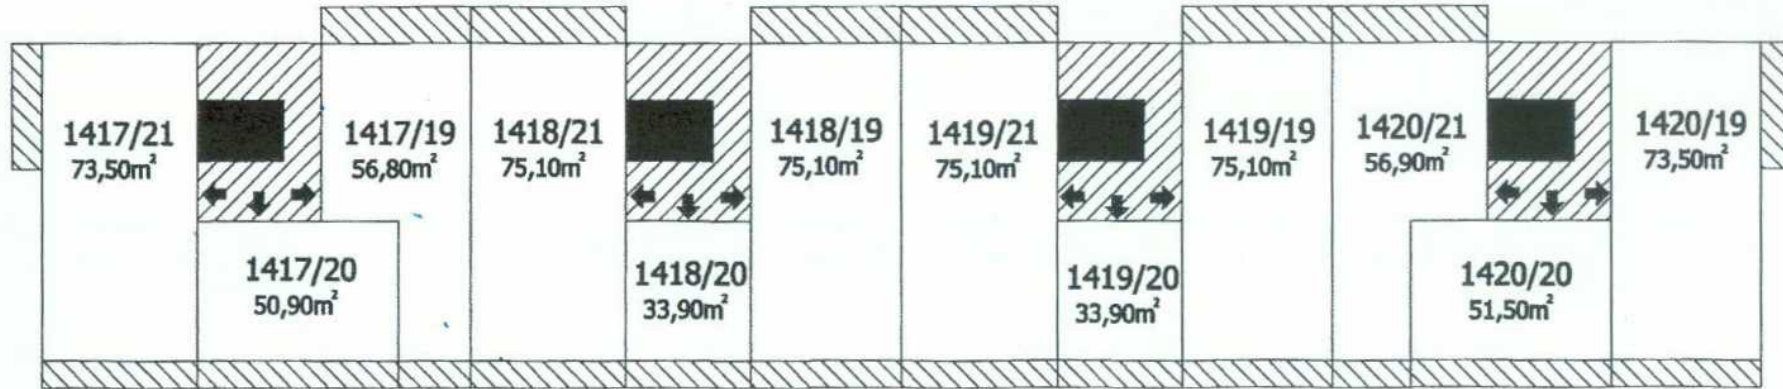 1417/21
73,50m²
1417/19
56,80m²
1418/21
75,10m²
1418/19
75,10m²
1419/21
75,10m²
1419/19
75,10m²
1420/21
56,90m²
1420/19
73,50m²
1417/20
50,90m²
1418/20
33,90m²
1419/20
33,90m²
1420/20
51,50m²